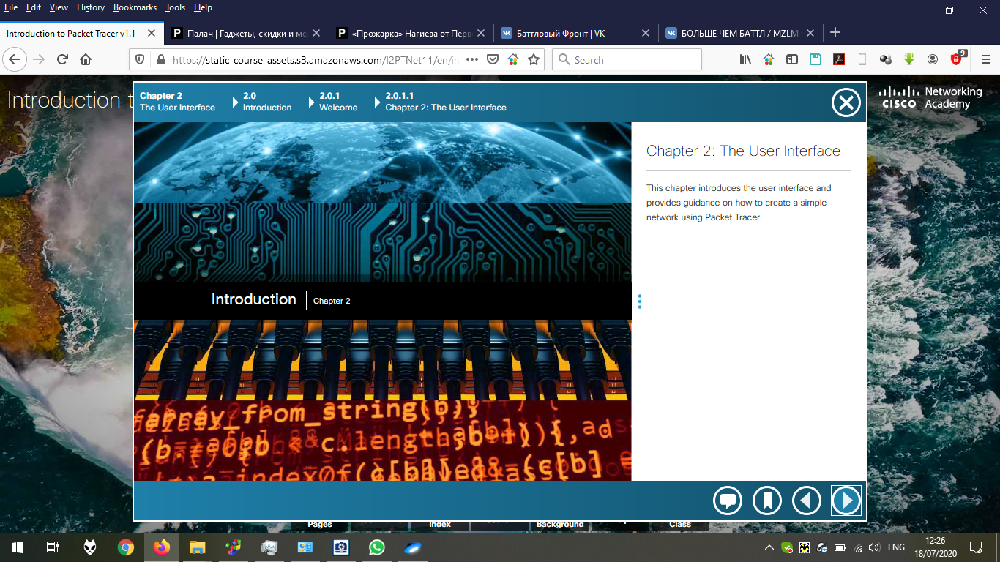 File Edit View History Bookmarks Tools Help
Introduction to Packet Tracer v1.1
Палач | Гаджеты, скидки и ме
«Прожарка» Нагиева от Перв
Баттловый Фронт | VK
БОЛЬШЕ ЧЕМ БАТТЛ / MZLM
https://static-course-assets.s3.amazonaws.com/I2PTNet11/en/in
Search
9
Introduction t
Chapter 2
The User Interface
2.0
Introduction
2.0.1
Welcome
2.0.1.1
Chapter 2: The User Interface
CISCO
Networking
Academy
Chapter 2: The User Interface
This chapter introduces the user interface and
provides guidance on how to create a simple
network using Packet Tracer.
Introduction
Chapter 2
array_from_string(b);
c.length;
indexOf(c[b]
Pages
Index
Background
Class
ENG
12:26
18/07/2020